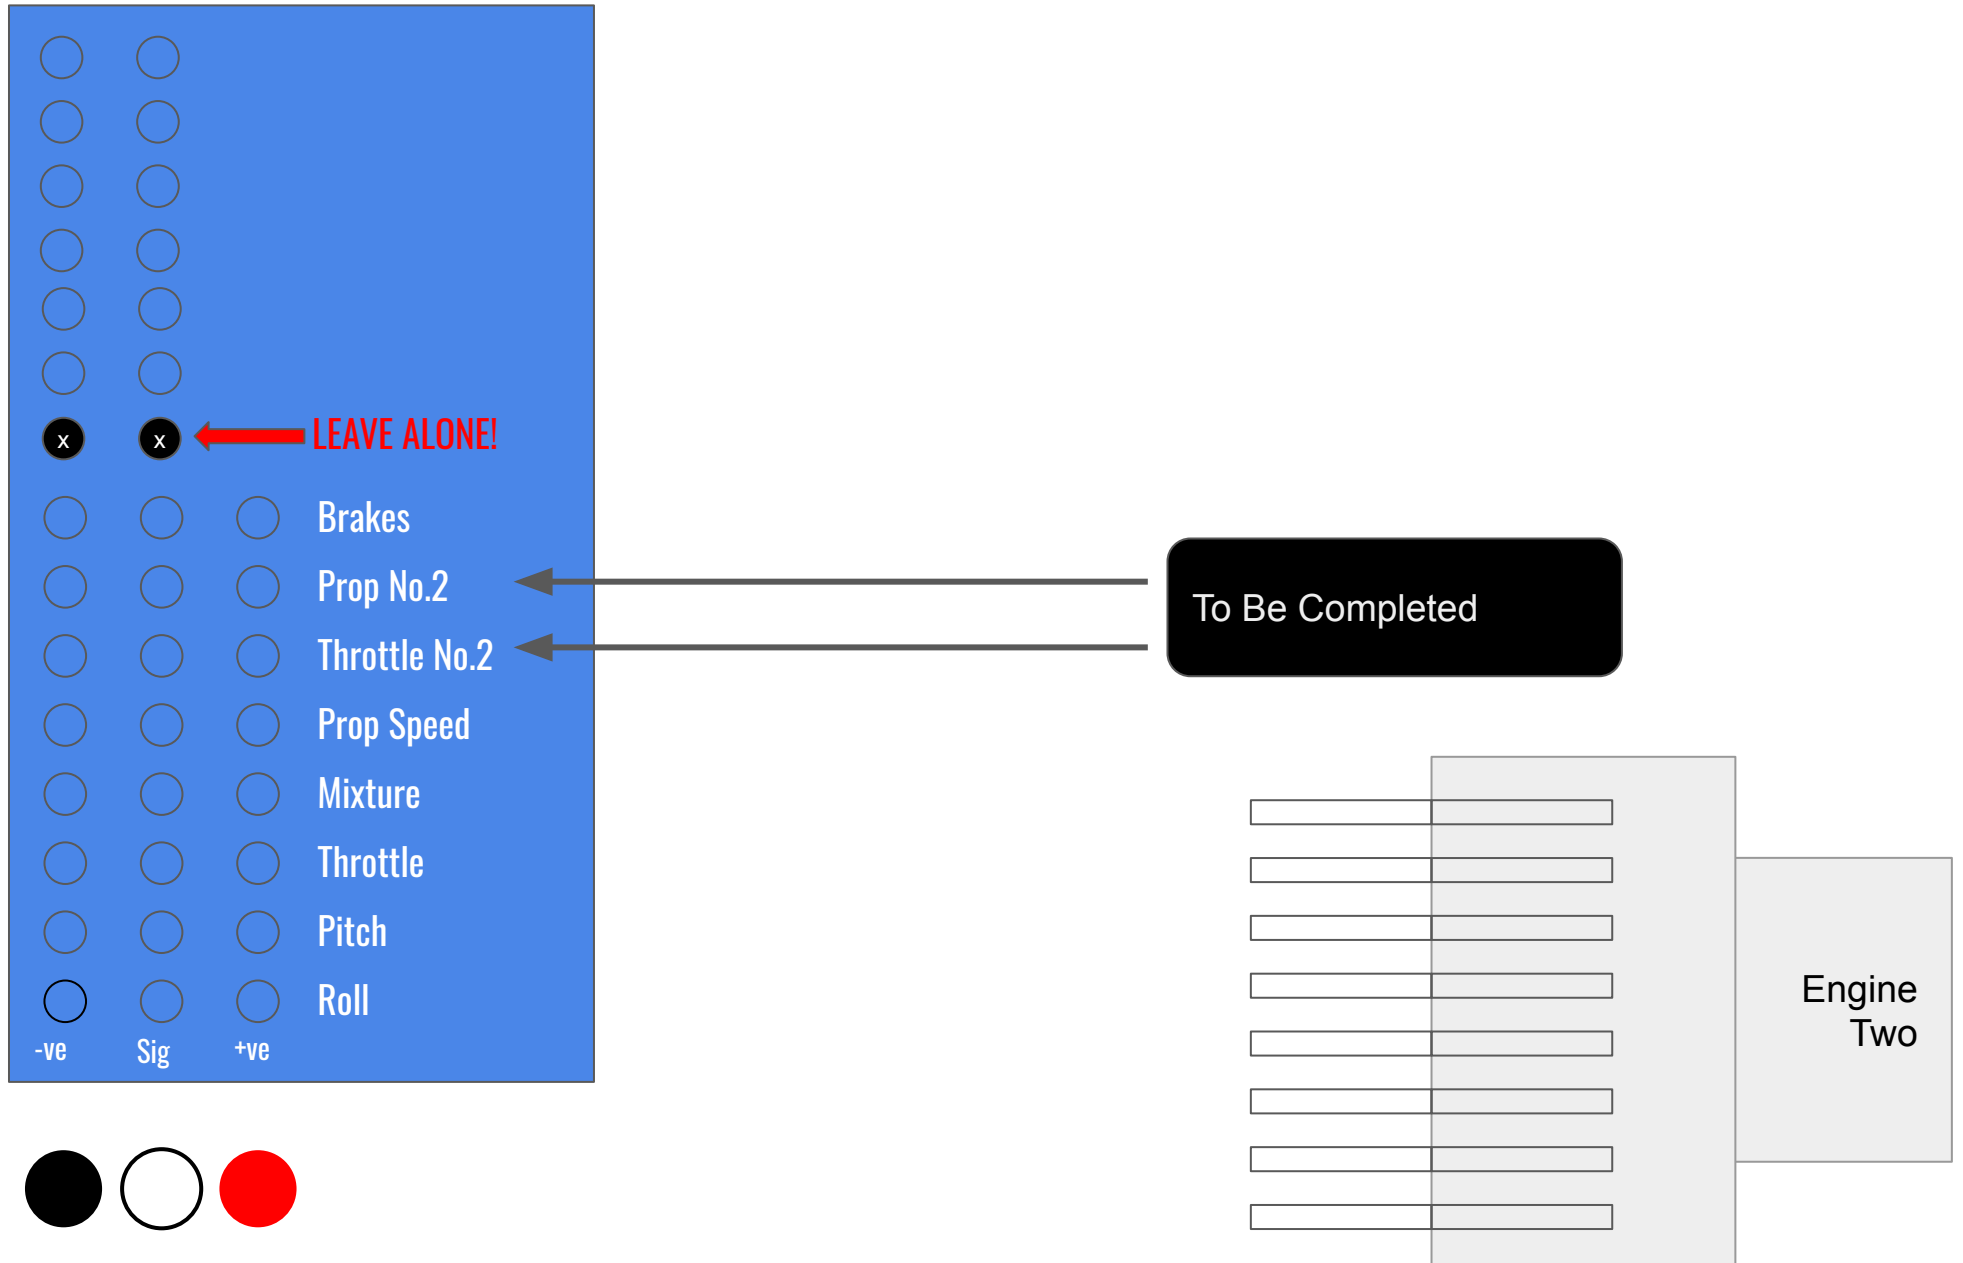 x x LEAVE ALONE!
Brakes
Prop No.2
To Be Completed
Throttle No.2
Prop Speed
Mixture
Throttle
Pitch
Roll
-ve Sig +ve
Engine
Two